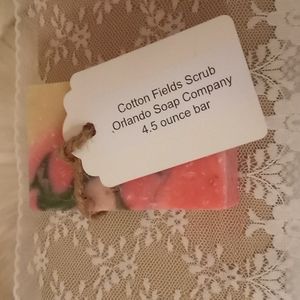 Cotton Fields Scrub
Orlando Soap Company
4.5 ounce bar